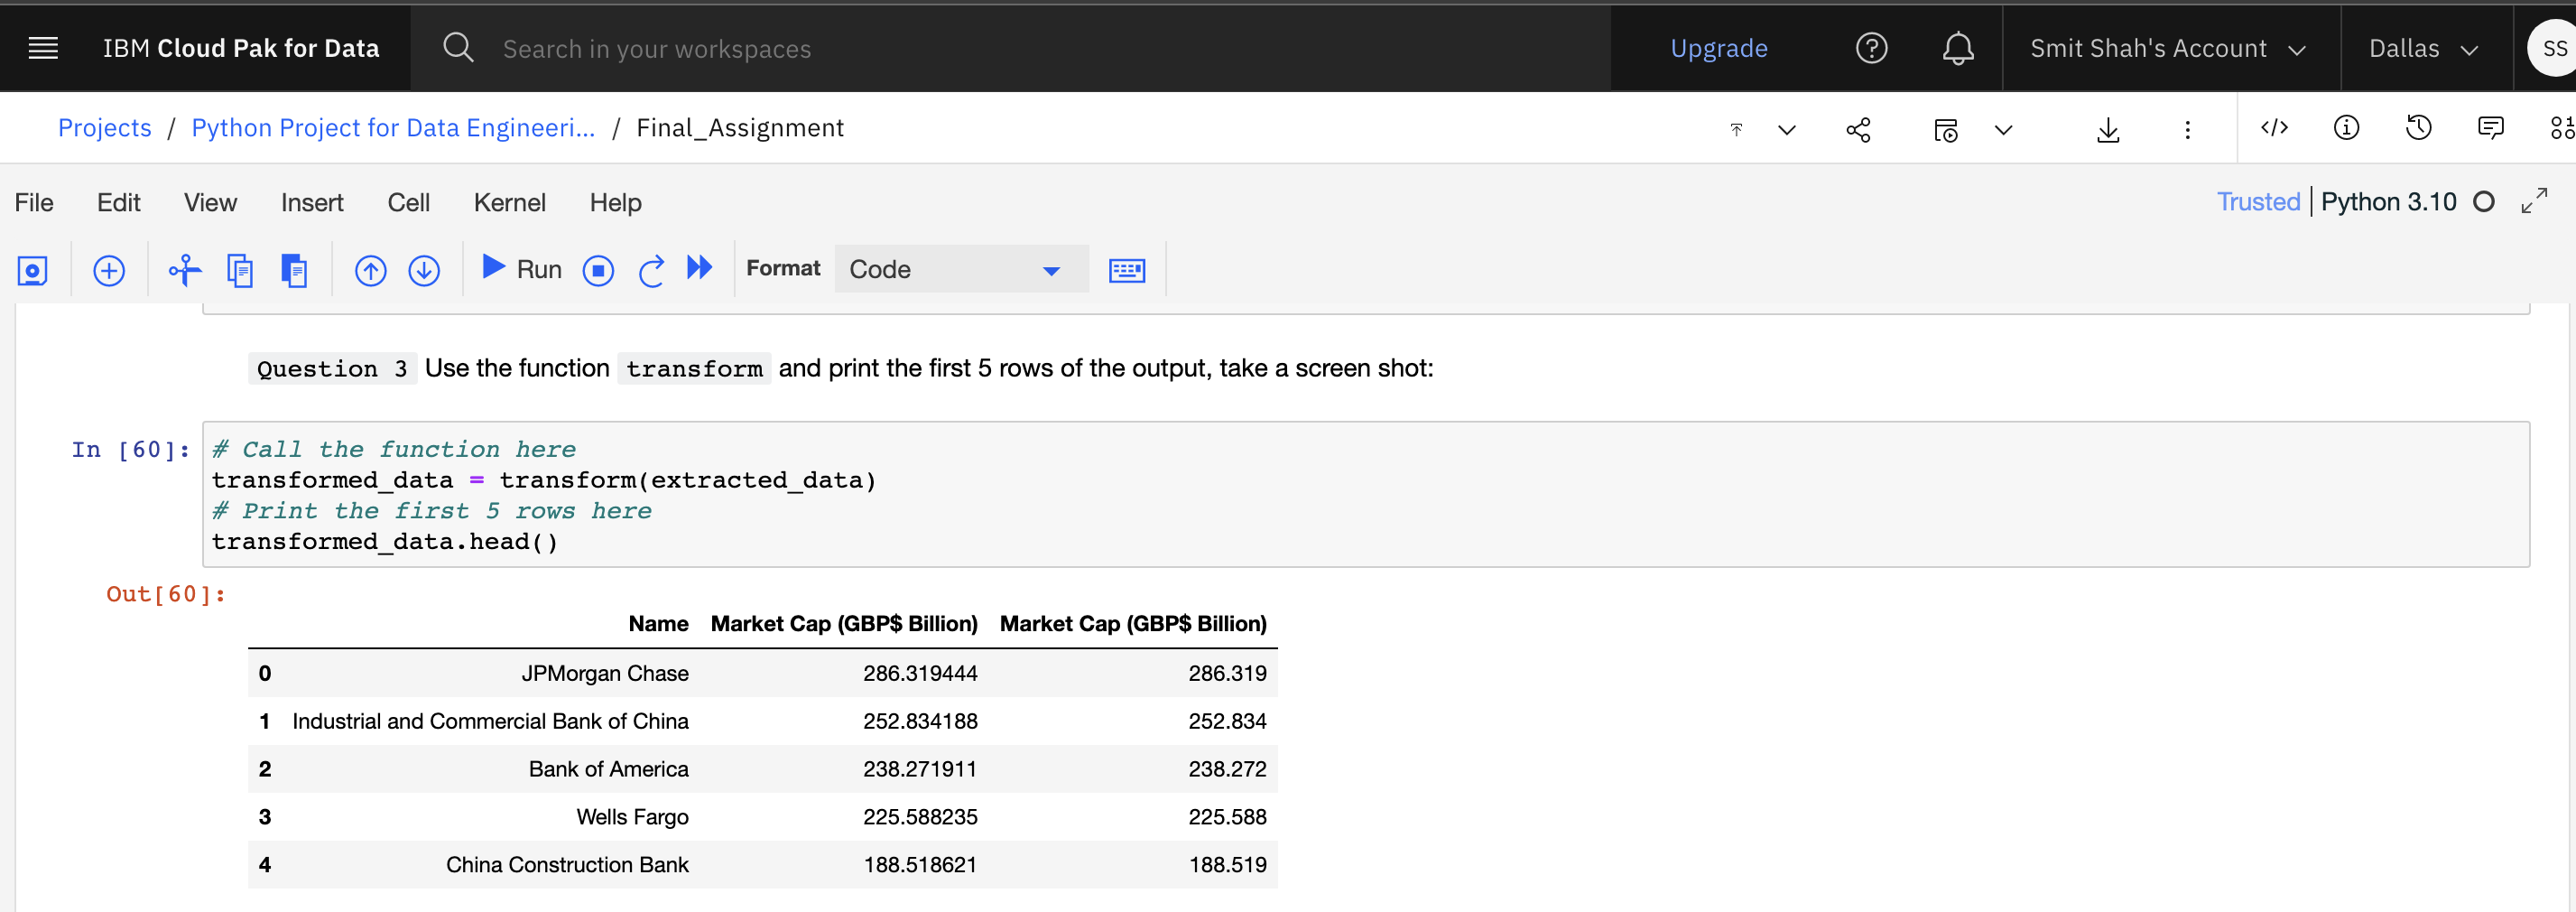 IBM Cloud Pak for Data Search in your workspaces Upgrade Smit Shah's Account Dallas SS
Projects / Python Project for Data Engineeri... / Final_Assignment
File Edit View Insert Cell Kernel Help Trusted | Python 3.10
Run Format Code
Question 3 Use the function transform and print the first 5 rows of the output, take a screen shot:
In [60]: # Call the function here
transformed_data = transform(extracted_data)
# Print the first 5 rows here
transformed_data.head()
Out[60]:
Name Market Cap (GBP$ Billion) Market Cap (GBP$ Billion)
0 JPMorgan Chase 286.319444 286.319
1 Industrial and Commercial Bank of China 252.834188 252.834
2 Bank of America 238.271911 238.272
3 Wells Fargo 225.588235 225.588
4 China Construction Bank 188.518621 188.519